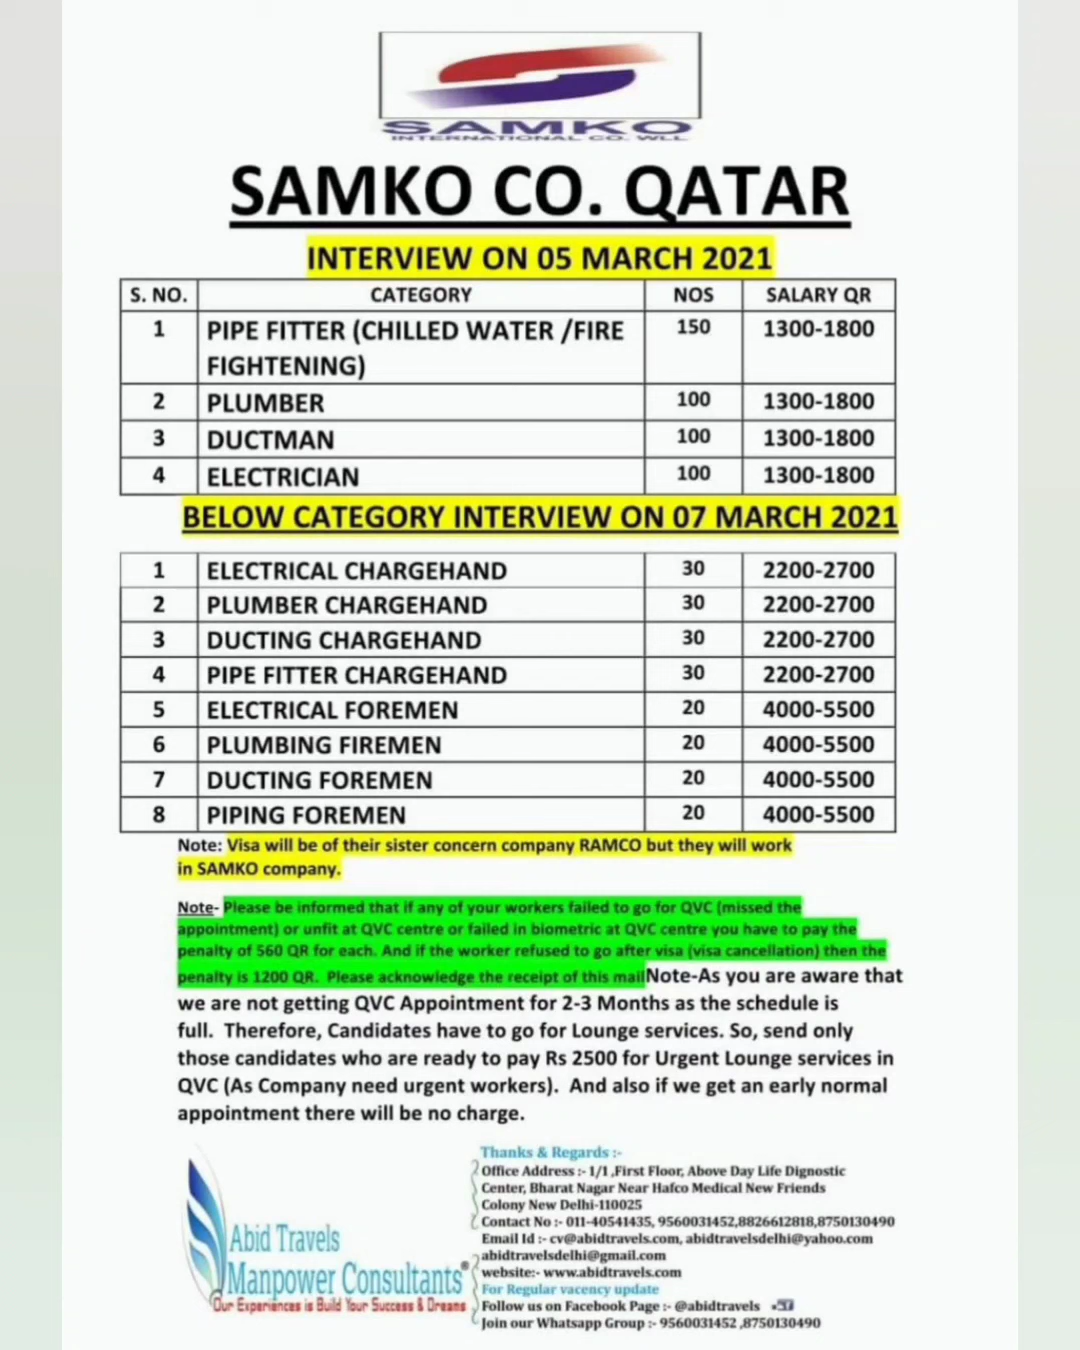 SAMKO
INTERNATIONAL CO. WLL
SAMKO CO. QATAR
INTERVIEW ON 05 MARCH 2021
S. NO. CATEGORY NOS SALARY QR
1 PIPE FITTER (CHILLED WATER /FIRE 150 1300-1800
FIGHTENING)
2 PLUMBER 100 1300-1800
3 DUCTMAN 100 1300-1800
4 ELECTRICIAN 100 1300-1800
BELOW CATEGORY INTERVIEW ON 07 MARCH 2021
1 ELECTRICAL CHARGEHAND 30 2200-2700
2 PLUMBER CHARGEHAND 30 2200-2700
3 DUCTING CHARGEHAND 30 2200-2700
4 PIPE FITTER CHARGEHAND 30 2200-2700
5 ELECTRICAL FOREMEN 20 4000-5500
6 PLUMBING FIREMEN 20 4000-5500
7 DUCTING FOREMEN 20 4000-5500
8 PIPING FOREMEN 20 4000-5500
Note: Visa will be of their sister concern company RAMCO but they will work
in SAMKO company.
Note- Please be informed that if any of your workers failed to go for QVC (missed the
appointment) or unfit at QVC centre or failed in biometric at QVC centre you have to pay the
penalty of 560 QR for each. And if the worker refused to go after visa (visa cancellation) then the
penalty is 1200 QR. Please acknowledge the receipt of this mailNote-As you are aware that
we are not getting QVC Appointment for 2-3 Months as the schedule is
full. Therefore, Candidates have to go for Lounge services. So, send only
those candidates who are ready to pay Rs 2500 for Urgent Lounge services in
QVC (As Company need urgent workers). And also if we get an early normal
appointment there will be no charge.
Abid Travels
Manpower Consultants®
Our Experiences is Build Your Success & Dreams
Thanks & Regards :-
Office Address :- 1/1 ,First Floor, Above Day Life Dignostic
Center, Bharat Nagar Near Hafco Medical New Friends
Colony New Delhi-110025
Contact No :- 011-40541435, 9560031452,8826612818,8750130490
Email Id :- cv@abidtravels.com, abidtravelsdelhi@yahoo.com
abidtravelsdelhi@gmail.com
website:- www.abidtravels.com
For Regular vacency update
Follow us on Facebook Page :- @abidtravels
Join our Whatsapp Group :- 9560031452 ,8750130490